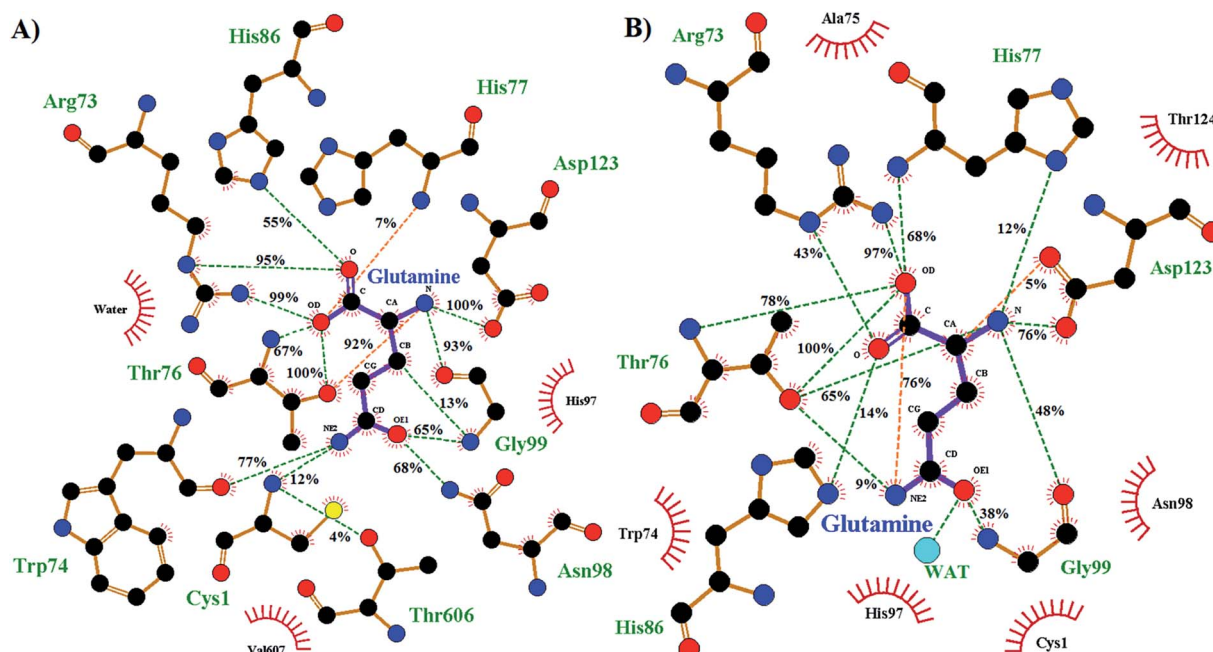 A)
His86
His77
Arg73
Asp123
55%
7%
O
Glutamine
95%
C
CA
N
Water
99%
OD
100%
92%
CB
67%
93%
Thr76
100%
CG
13%
His97
CD
NE2
OE1
65%
Gly99
77%
68%
12%
4%
Trp74
Asn98
Cys1
Thr606
Val607
B)
Ala75
Arg73
His77
Thr124
43%
97%
68%
12%
Asp123
OD
5%
78%
C
CA
N
76%
O
Thr76
100%
CB
65%
76%
CG
48%
14%
CD
9%
OE1
NE2
Asn98
Trp74
Glutamine
38%
WAT
Gly99
His97
His86
Cys1